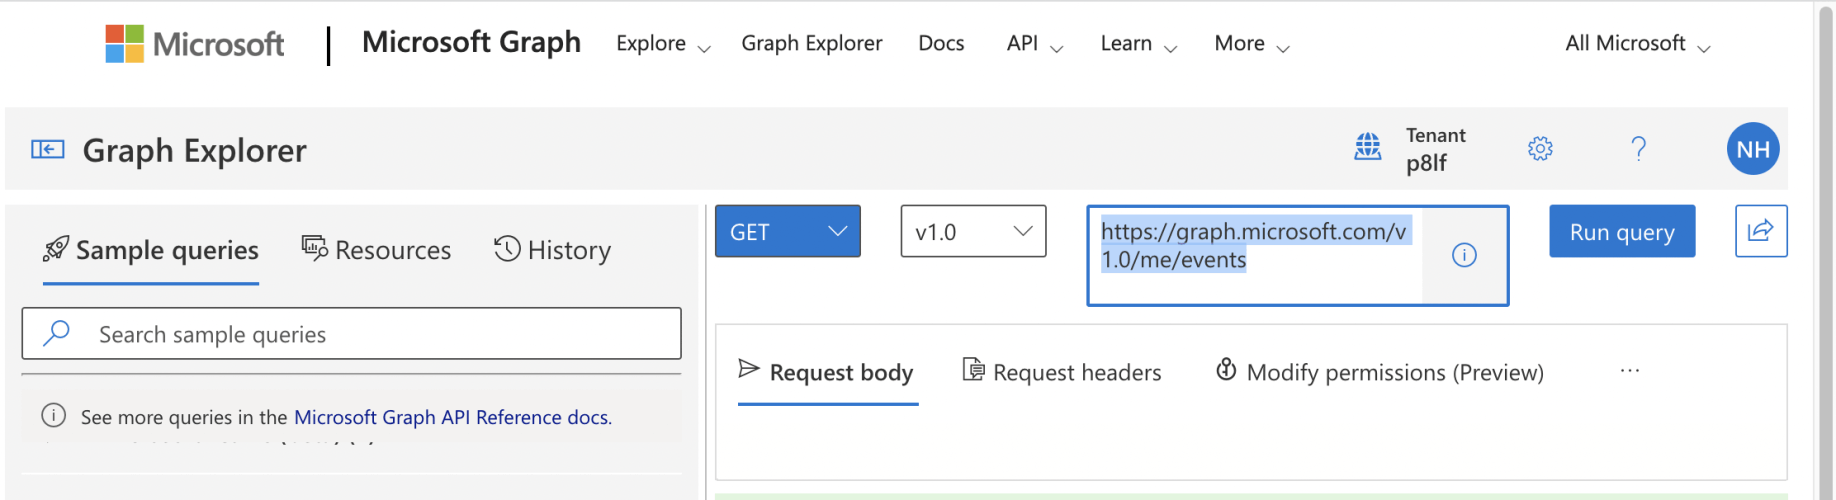 Microsoft
Microsoft Graph
Explore
Graph Explorer
Docs
API
Learn
More
All Microsoft
Graph Explorer
Tenant
p8lf
?
NH
Sample queries
Resources
History
Search sample queries
See more queries in the Microsoft Graph API Reference docs.
GET
v1.0
https://graph.microsoft.com/v
1.0/me/events
Run query
Request body
Request headers
Modify permissions (Preview)
...